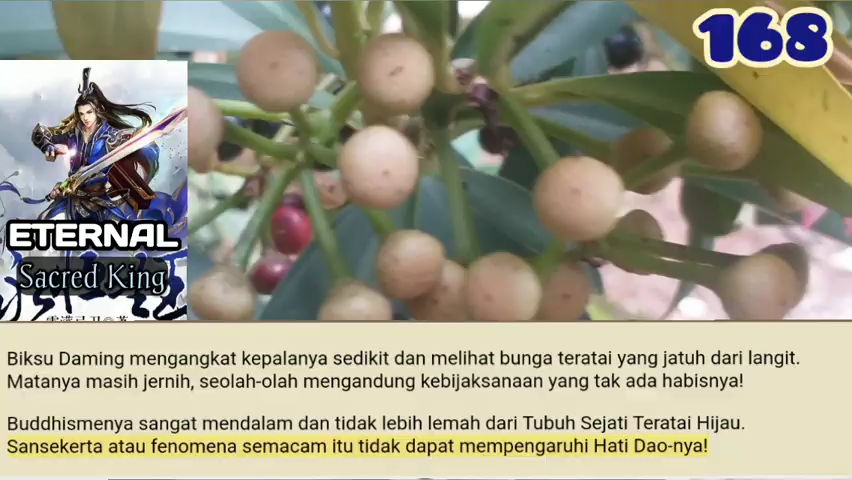 168
ETERNAL
Sacred King
Biksu Daming mengangkat kepalanya sedikit dan melihat bunga teratai yang jatuh dari langit.
Matanya masih jernih, seolah-olah mengandung kebijaksanaan yang tak ada habisnya!
Buddhismenya sangat mendalam dan tidak lebih lemah dari Tubuh Sejati Teratai Hijau.
Sansekerta atau fenomena semacam itu tidak dapat mempengaruhi Hati Dao-nya!